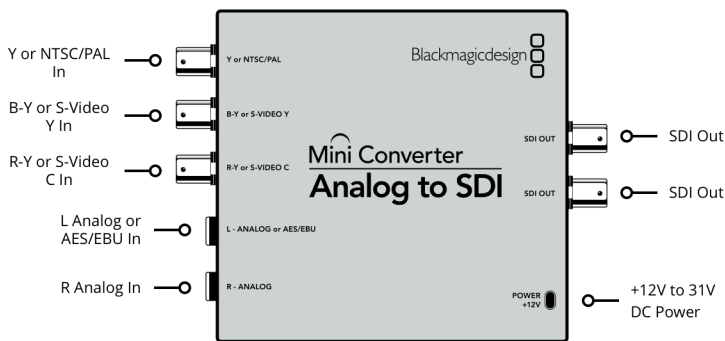 Y or NTSC/PAL
In
B-Y or S-Video
Y In
R-Y or S-Video
C In
L Analog or
AES/EBU In
R Analog In
Y or NTSC/PAL
B-Y or S-VIDEO Y
R-Y or S-VIDEO C
L - ANALOG or AES/EBU
R - ANALOG
Blackmagicdesign
Mini Converter
Analog to SDI
SDI OUT
SDI OUT
POWER
+12V
SDI Out
SDI Out
+12V to 31V
DC Power